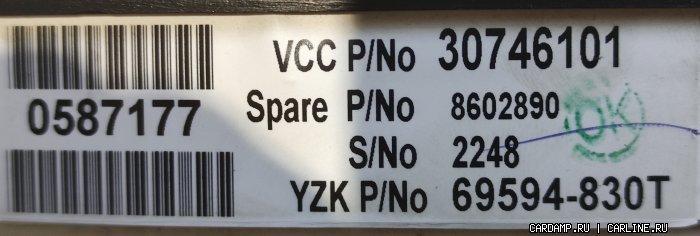 VCC P/No 30746101
0587177
Spare P/No 8602890
OK
S/No 2248
YZK P/No 69594-830T
CARDAMP.RU | CARLINE.RU